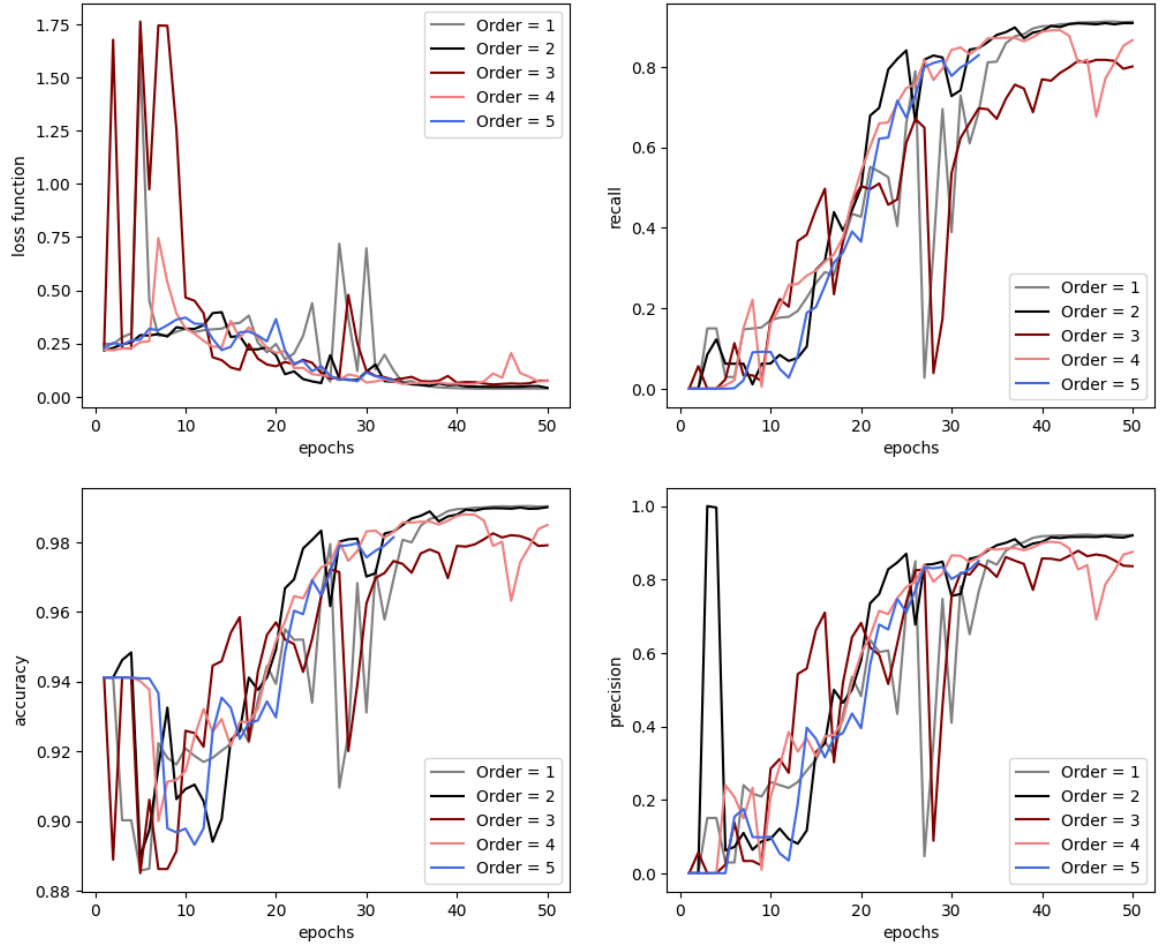 loss function
1.75
1.50
1.25
1.00
0.75
0.50
0.25
0.00
0 10 20 30 40 50
epochs
Order = 1
Order = 2
Order = 3
Order = 4
Order = 5
recall
0.8
0.6
0.4
0.2
0.0
0 10 20 30 40 50
epochs
Order = 1
Order = 2
Order = 3
Order = 4
Order = 5
accuracy
0.98
0.96
0.94
0.92
0.90
0.88
0 10 20 30 40 50
epochs
Order = 1
Order = 2
Order = 3
Order = 4
Order = 5
precision
1.0
0.8
0.6
0.4
0.2
0.0
0 10 20 30 40 50
epochs
Order = 1
Order = 2
Order = 3
Order = 4
Order = 5